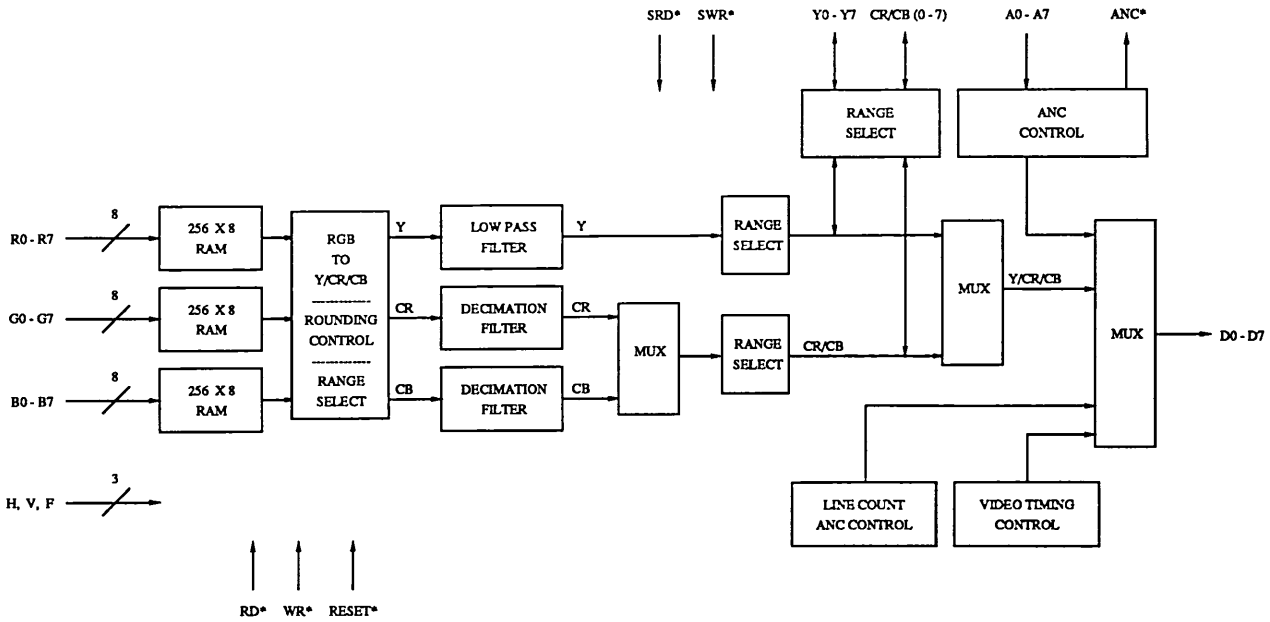 SRD* SWR* Y0 - Y7 CR/CB (0 - 7) A0 - A7 ANC*
RANGE
SELECT
ANC
CONTROL
R0 - R7
8
256 X 8
RAM
RGB
TO
Y/CR/CB
----------
ROUNDING
CONTROL
----------
RANGE
SELECT
Y
LOW PASS
FILTER
Y
RANGE
SELECT
G0 - G7
8
256 X 8
RAM
CR
DECIMATION
FILTER
CR
MUX
RANGE
SELECT
CR/CB
MUX
Y/CR/CB
MUX
D0 - D7
B0 - B7
8
256 X 8
RAM
CB
DECIMATION
FILTER
CB
H, V, F
3
LINE COUNT
ANC CONTROL
VIDEO TIMING
CONTROL
RD* WR* RESET*